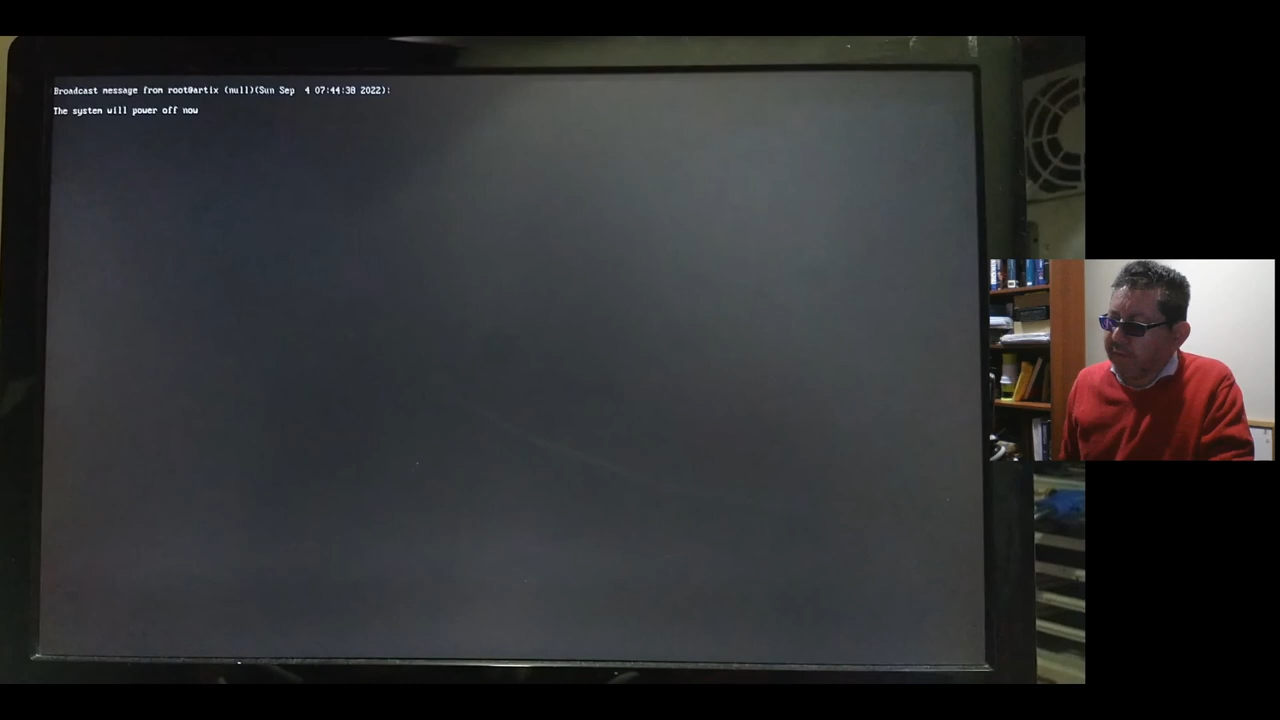 Broadcast message from root@artix (null)(Sun Sep  4 07:44:38 2022):
The system will power off now